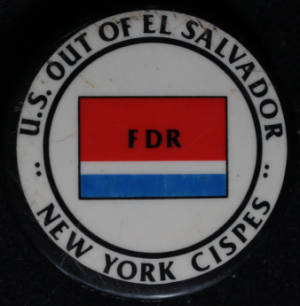 U.S. OUT OF EL SALVADOR
FDR
NEW YORK CISPES